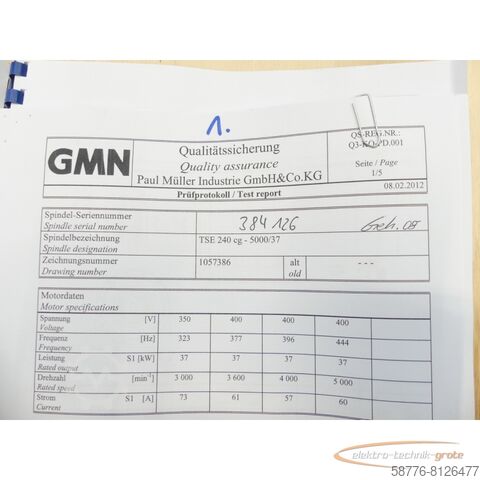 1.
GMN
Qualitätssicherung
Quality assurance
Paul Müller Industrie GmbH&Co.KG
QS-REG.NR.:
Q3-KQ-PD.001
Seite / Page
1/5
Prüfprotokoll / Test report
08.02.2012
Spindel-Seriennummer
Spindle serial number
384126
Spindelbezeichnung
Spindle designation
TSE 240 cg - 5000/37
Zeichnungsnummer
Drawing number
1057386
alt
old
---
Motordaten
Motor specifications
Spannung [V] 350 400 400 400
Voltage
Frequenz [Hz] 323 377 396 444
Frequency
Leistung S1 [kW] 37 37 37 37
Rated output
Drehzahl [min⁻¹] 3 000 3 600 4 000 5 000
Rated speed
Strom S1 [A] 73 61 57 60
Current
elektro-technik-grote
58776-8126477